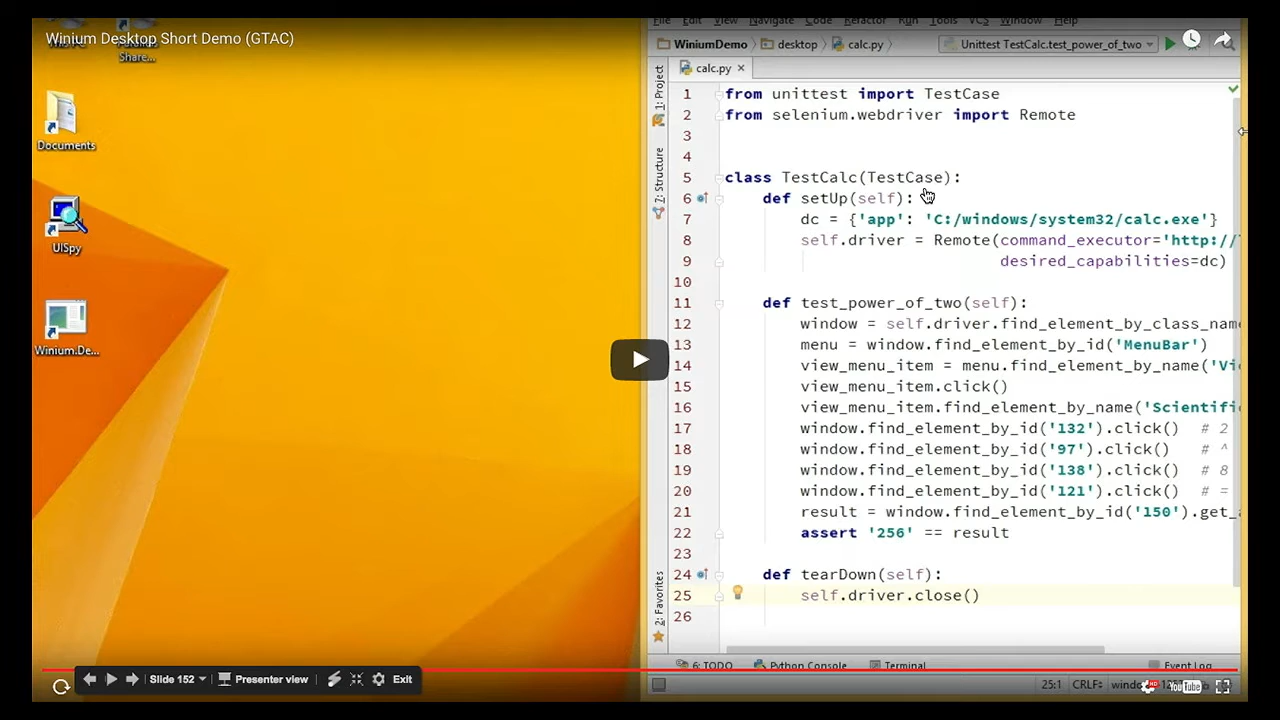 Winium Desktop Short Demo (GTAC)
Share...
Documents
UISpy
Winium.De...
File Edit View Navigate Code Refactor Run Tools VCS Window Help
WiniumDemo desktop calc.py Unittest TestCalc.test_power_of_two
calc.py
1: Project
7: Structure
2: Favorites
1 from unittest import TestCase
2 from selenium.webdriver import Remote
3
4
5 class TestCalc(TestCase):
6 def setUp(self):
7 dc = {'app': 'C:/windows/system32/calc.exe'}
8 self.driver = Remote(command_executor='http://
9 desired_capabilities=dc)
10
11 def test_power_of_two(self):
12 window = self.driver.find_element_by_class_name
13 menu = window.find_element_by_id('MenuBar')
14 view_menu_item = menu.find_element_by_name('Vi
15 view_menu_item.click()
16 view_menu_item.find_element_by_name('Scientifi
17 window.find_element_by_id('132').click() # 2
18 window.find_element_by_id('97').click() # ^
19 window.find_element_by_id('138').click() # 8
20 window.find_element_by_id('121').click() # =
21 result = window.find_element_by_id('150').get_a
22 assert '256' == result
23
24 def tearDown(self):
25 self.driver.close()
26
6: TODO Python Console Terminal Event Log
25:1 CRLF
Slide 152 Presenter view Exit
HD
YouTube